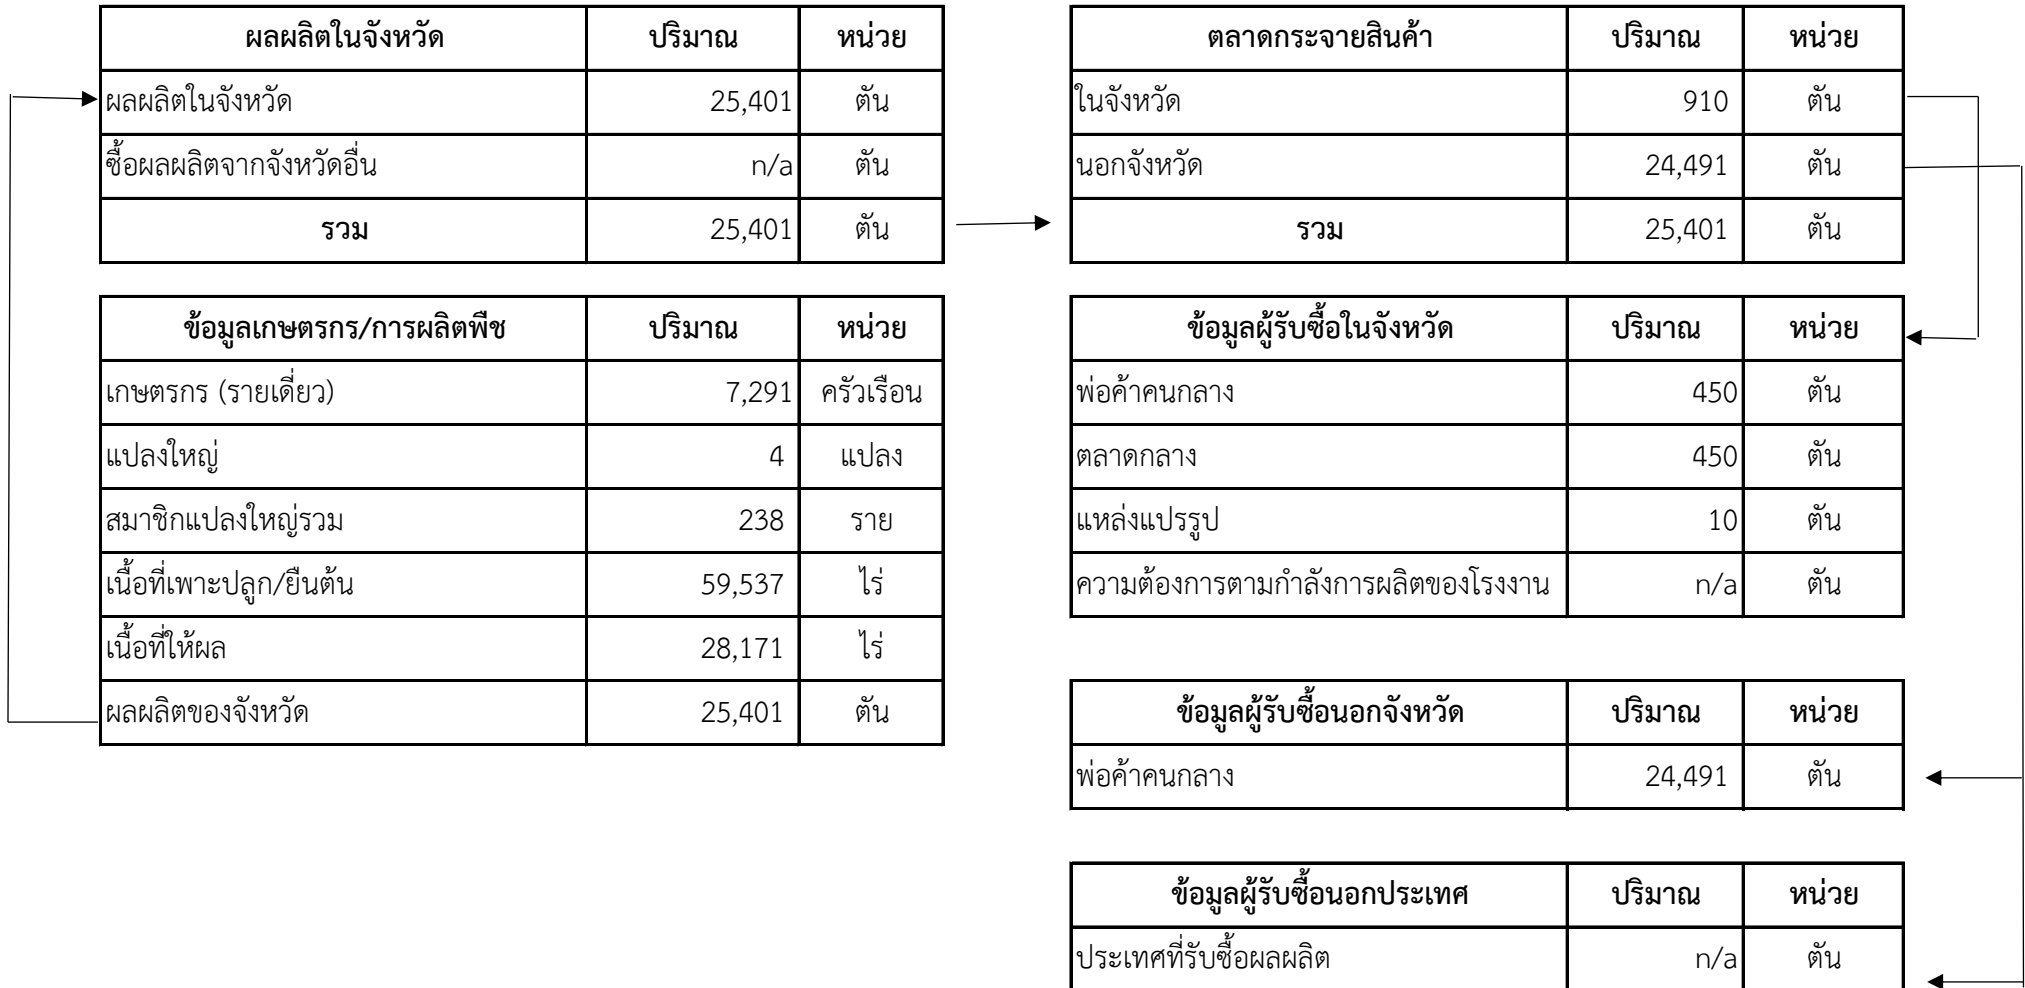 ผลผลิตในจังหวัด ปริมาณ หน่วย
ผลผลิตในจังหวัด 25,401 ตัน
ซื้อผลผลิตจากจังหวัดอื่น n/a ตัน
รวม 25,401 ตัน
ข้อมูลเกษตรกร/การผลิตพืช ปริมาณ หน่วย
เกษตรกร (รายเดี่ยว) 7,291 ครัวเรือน
แปลงใหญ่ 4 แปลง
สมาชิกแปลงใหญ่รวม 238 ราย
เนื้อที่เพาะปลูก/ยืนต้น 59,537 ไร่
เนื้อที่ให้ผล 28,171 ไร่
ผลผลิตของจังหวัด 25,401 ตัน
ตลาดกระจายสินค้า ปริมาณ หน่วย
ในจังหวัด 910 ตัน
นอกจังหวัด 24,491 ตัน
รวม 25,401 ตัน
ข้อมูลผู้รับซื้อในจังหวัด ปริมาณ หน่วย
พ่อค้าคนกลาง 450 ตัน
ตลาดกลาง 450 ตัน
แหล่งแปรรูป 10 ตัน
ความต้องการตามกำลังการผลิตของโรงงาน n/a ตัน
ข้อมูลผู้รับซื้อนอกจังหวัด ปริมาณ หน่วย
พ่อค้าคนกลาง 24,491 ตัน
ข้อมูลผู้รับซื้อนอกประเทศ ปริมาณ หน่วย
ประเทศที่รับซื้อผลผลิต n/a ตัน